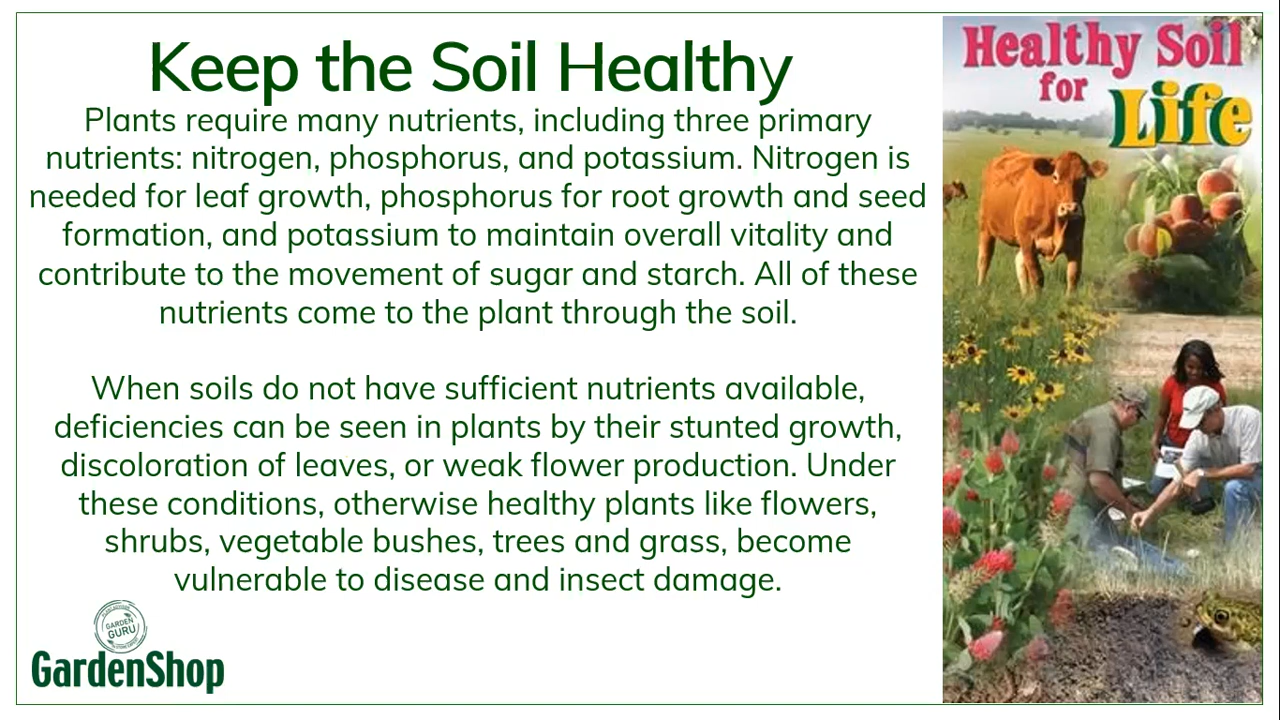 Keep the Soil Healthy
Plants require many nutrients, including three primary
nutrients: nitrogen, phosphorus, and potassium. Nitrogen is
needed for leaf growth, phosphorus for root growth and seed
formation, and potassium to maintain overall vitality and
contribute to the movement of sugar and starch. All of these
nutrients come to the plant through the soil.
When soils do not have sufficient nutrients available,
deficiencies can be seen in plants by their stunted growth,
discoloration of leaves, or weak flower production. Under
these conditions, otherwise healthy plants like flowers,
shrubs, vegetable bushes, trees and grass, become
vulnerable to disease and insect damage.
GARDEN
GURU
GardenShop
Healthy Soil
for
Life